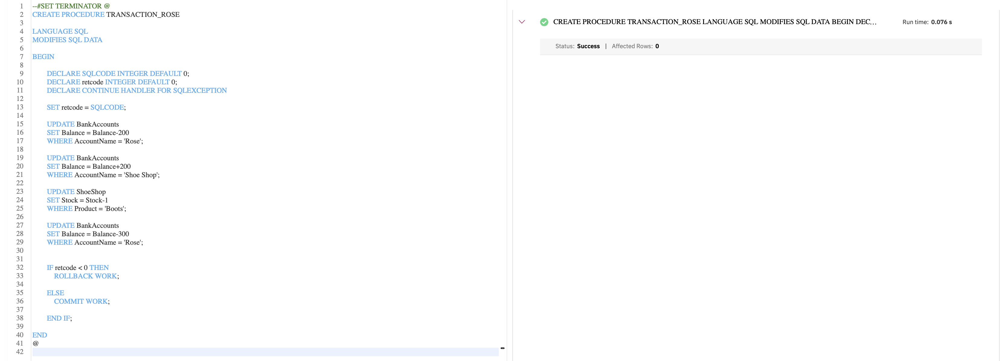 1 --#SET TERMINATOR @
2 CREATE PROCEDURE TRANSACTION_ROSE
3
4 LANGUAGE SQL
5 MODIFIES SQL DATA
6
7 BEGIN
8
9 DECLARE SQLCODE INTEGER DEFAULT 0;
10 DECLARE retcode INTEGER DEFAULT 0;
11 DECLARE CONTINUE HANDLER FOR SQLEXCEPTION
12
13 SET retcode = SQLCODE;
14
15 UPDATE BankAccounts
16 SET Balance = Balance-200
17 WHERE AccountName = 'Rose';
18
19 UPDATE BankAccounts
20 SET Balance = Balance+200
21 WHERE AccountName = 'Shoe Shop';
22
23 UPDATE ShoeShop
24 SET Stock = Stock-1
25 WHERE Product = 'Boots';
26
27 UPDATE BankAccounts
28 SET Balance = Balance-300
29 WHERE AccountName = 'Rose';
30
31
32 IF retcode < 0 THEN
33 ROLLBACK WORK;
34
35 ELSE
36 COMMIT WORK;
37
38 END IF;
39
40 END
41 @
42
CREATE PROCEDURE TRANSACTION_ROSE LANGUAGE SQL MODIFIES SQL DATA BEGIN DEC... Run time: 0.076 s
Status: Success | Affected Rows: 0